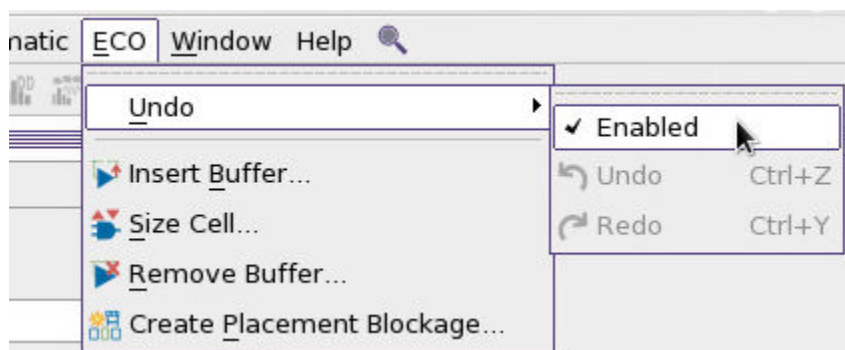 natic ECO Window Help
Undo
Enabled
Undo Ctrl+Z
Redo Ctrl+Y
Insert Buffer...
Size Cell...
Remove Buffer...
Create Placement Blockage...